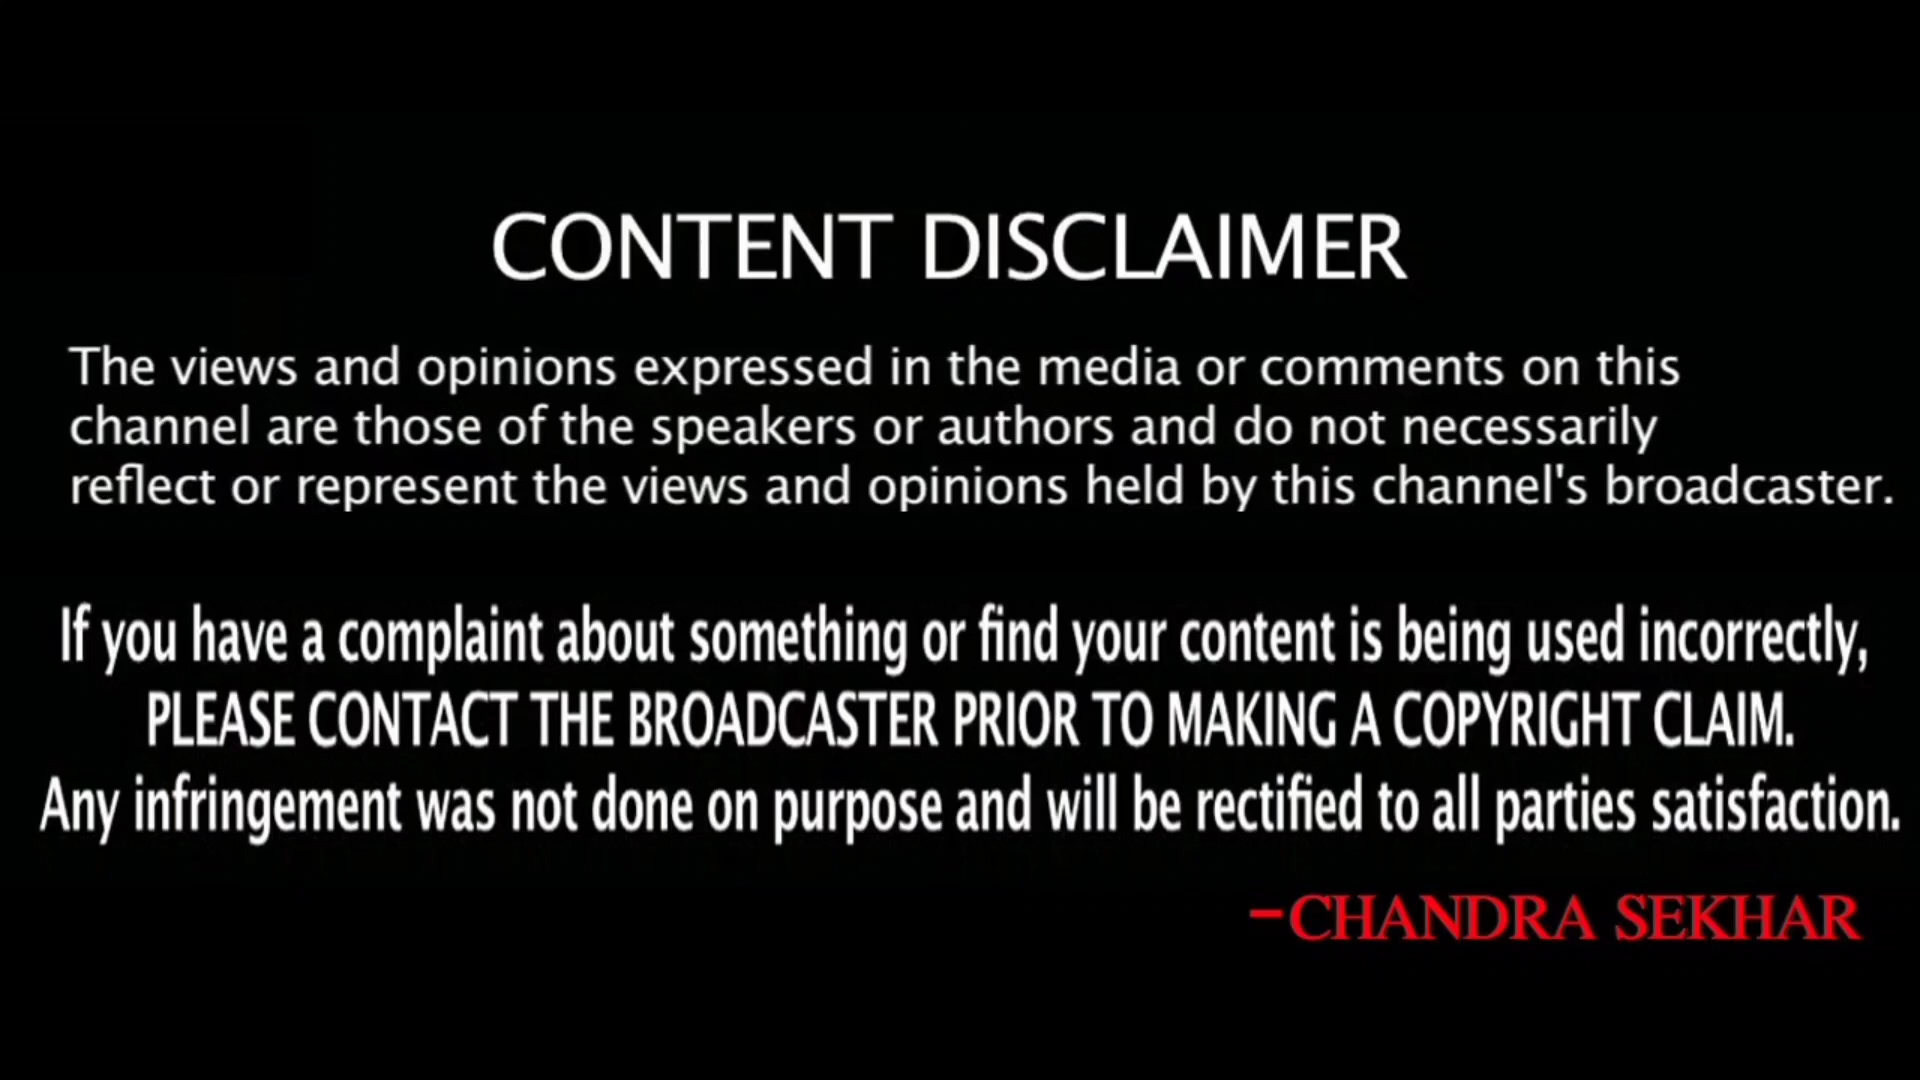 CONTENT DISCLAIMER
The views and opinions expressed in the media or comments on this
channel are those of the speakers or authors and do not necessarily
reflect or represent the views and opinions held by this channel's broadcaster.
If you have a complaint about something or find your content is being used incorrectly,
PLEASE CONTACT THE BROADCASTER PRIOR TO MAKING A COPYRIGHT CLAIM.
Any infringement was not done on purpose and will be rectified to all parties satisfaction.
-CHANDRA SEKHAR